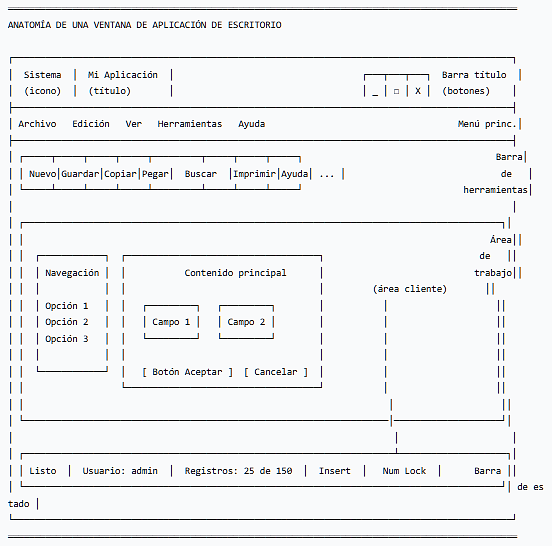 ANATOMÍA DE UNA VENTANA DE APLICACIÓN DE ESCRITORIO
Sistema | Mi Aplicación | Barra título
(icono) | (título) | _ | □ | X | (botones)
Archivo Edición Ver Herramientas Ayuda Menú princ.
Barra
Nuevo|Guardar|Copiar|Pegar| Buscar |Imprimir|Ayuda| ... | de
herramientas
Área
de
Navegación Contenido principal trabajo
(área cliente)
Opción 1
Opción 2 Campo 1 Campo 2
Opción 3
[ Botón Aceptar ] [ Cancelar ]
Listo | Usuario: admin | Registros: 25 de 150 | Insert | Num Lock | Barra
de es
tado